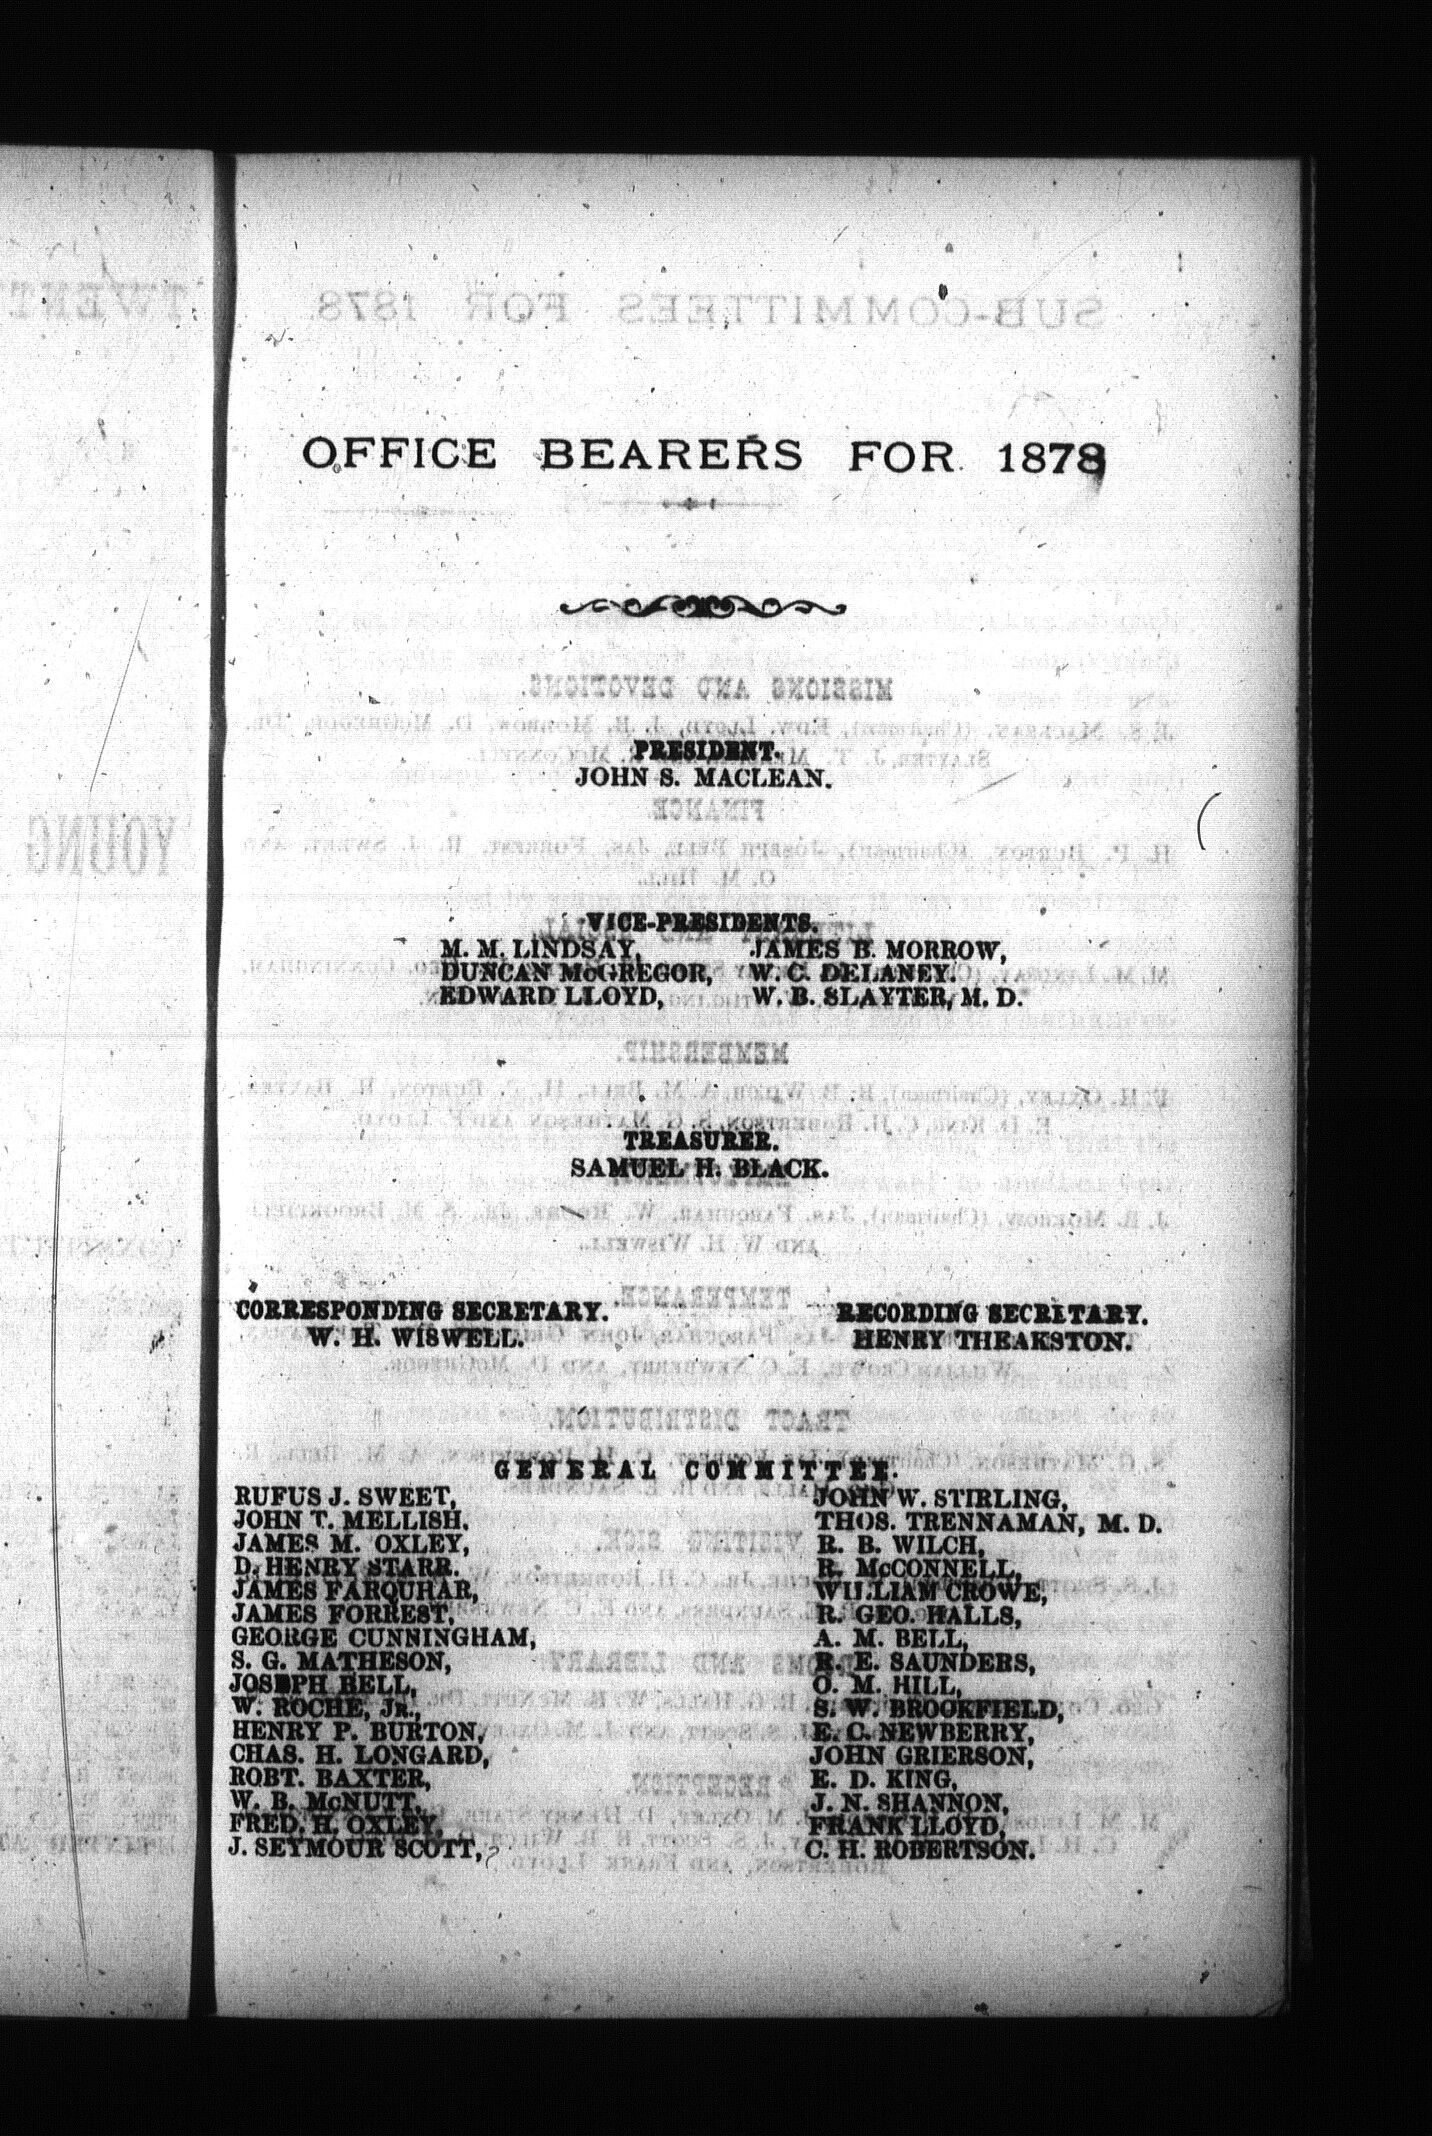 OFFICE BEARERS FOR 1878
PRESIDENT.
JOHN S. MACLEAN.
VICE-PRESIDENTS.
M. M. LINDSAY, JAMES B. MORROW,
DUNCAN McGREGOR, W. C. DELANEY.
EDWARD LLOYD, W. B. SLAYTER, M. D.
TREASURER.
SAMUEL H. BLACK.
CORRESPONDING SECRETARY. RECORDING SECRETARY.
W. H. WISWELL. HENRY THEAKSTON.
GENERAL COMMITTEE.
RUFUS J. SWEET, JOHN W. STIRLING,
JOHN T. MELLISH, THOS. TRENNAMAN, M. D.
JAMES M. OXLEY, R. B. WILCH,
D. HENRY STARR. R. McCONNELL,
JAMES FARQUHAR, WILLIAM CROWE,
JAMES FORREST, R. GEO. HALLS,
GEORGE CUNNINGHAM, A. M. BELL,
S. G. MATHESON, R. E. SAUNDERS,
JOSEPH BELL, O. M. HILL,
W. ROCHE, JR., S. W. BROOKFIELD,
HENRY P. BURTON, E. C. NEWBERRY,
CHAS. H. LONGARD, JOHN GRIERSON,
ROBT. BAXTER, E. D. KING,
W. B. McNUTT, J. N. SHANNON,
FRED. H. OXLEY, FRANK LLOYD,
J. SEYMOUR SCOTT, C. H. ROBERTSON.